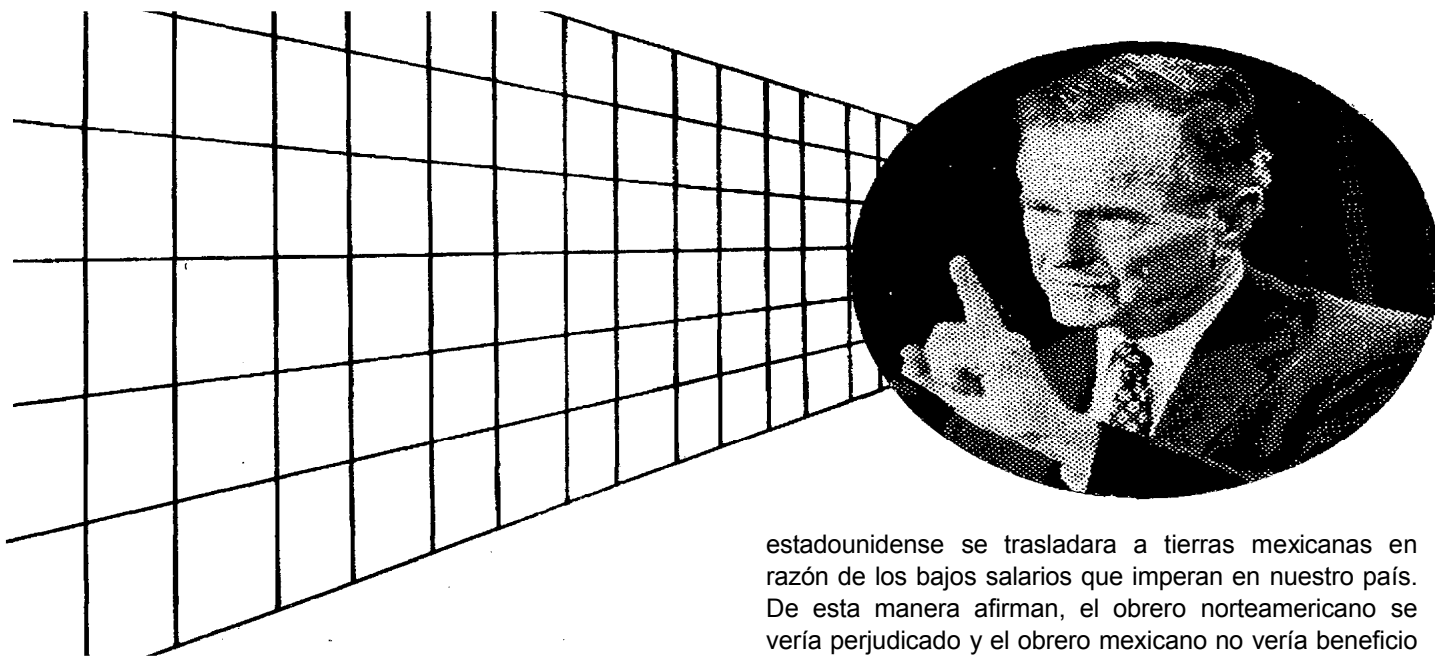 estadounidense se trasladara a tierras mexicanas en
razón de los bajos salarios que imperan en nuestro país.
De esta manera afirman, el obrero norteamericano se
vería perjudicado y el obrero mexicano no vería beneficio